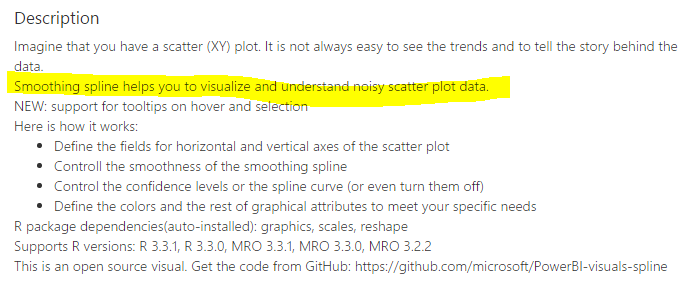 Description
Imagine that you have a scatter (XY) plot. It is not always easy to see the trends and to tell the story behind the
data.
Smoothing spline helps you to visualize and understand noisy scatter plot data.
NEW: support for tooltips on hover and selection
Here is how it works:
• Define the fields for horizontal and vertical axes of the scatter plot
• Controll the smoothness of the smoothing spline
• Control the confidence levels or the spline curve (or even turn them off)
• Define the colors and the rest of graphical attributes to meet your specific needs
R package dependencies(auto-installed): graphics, scales, reshape
Supports R versions: R 3.3.1, R 3.3.0, MRO 3.3.1, MRO 3.3.0, MRO 3.2.2
This is an open source visual. Get the code from GitHub: https://github.com/microsoft/PowerBI-visuals-spline